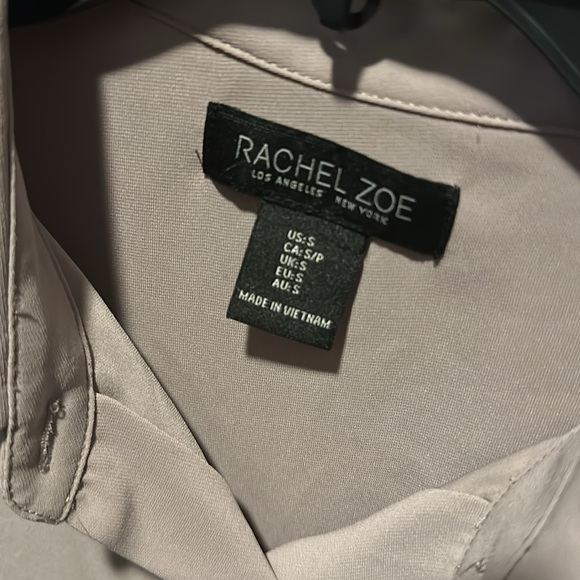 RACHEL ZOE
LOS ANGELES NEW YORK
US:S
CA:S/P
UK:S
EU:S
AU:S
MADE IN VIETNAM